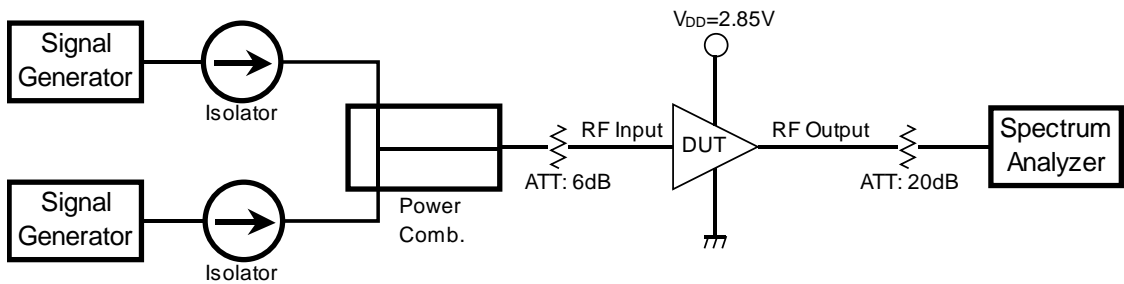 Signal
Generator
Isolator
Signal
Generator
Isolator
Power
Comb.
ATT: 6dB
RF Input
VDD=2.85V
DUT
RF Output
ATT: 20dB
Spectrum
Analyzer